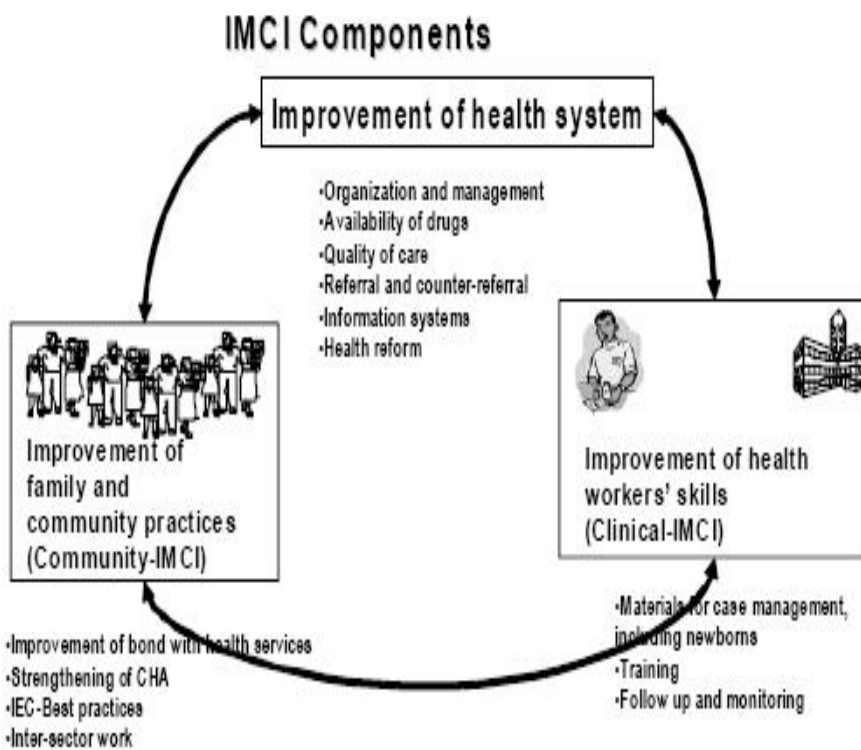 IMCI Components
Improvement of health system
•Organization and management
•Availability of drugs
•Quality of care
•Referral and counter-referral
•Information systems
•Health reform
Improvement of
family and
community practices
(Community-IMCI)
Improvement of health
workers' skills
(Clinical-IMCI)
•Improvement of bond with health services
•Strengthening of CHA
•IEC-Best practices
•Inter-sector work
•Materials for case management,
including newborns
•Training
•Follow up and monitoring